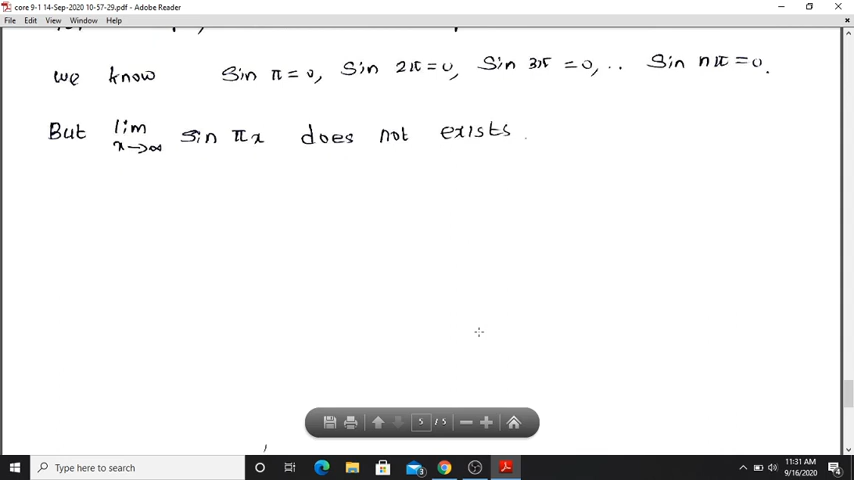 core 9-1 14-Sep-2020 10-57-29.pdf - Adobe Reader
File Edit View Window Help
we know sin π = 0, sin 2π = 0, sin 3π = 0, .. sin nπ = 0.
But lim x→∞ sin πx does not exists.
5 / 5
Type here to search
3
11:31 AM
9/16/2020
4